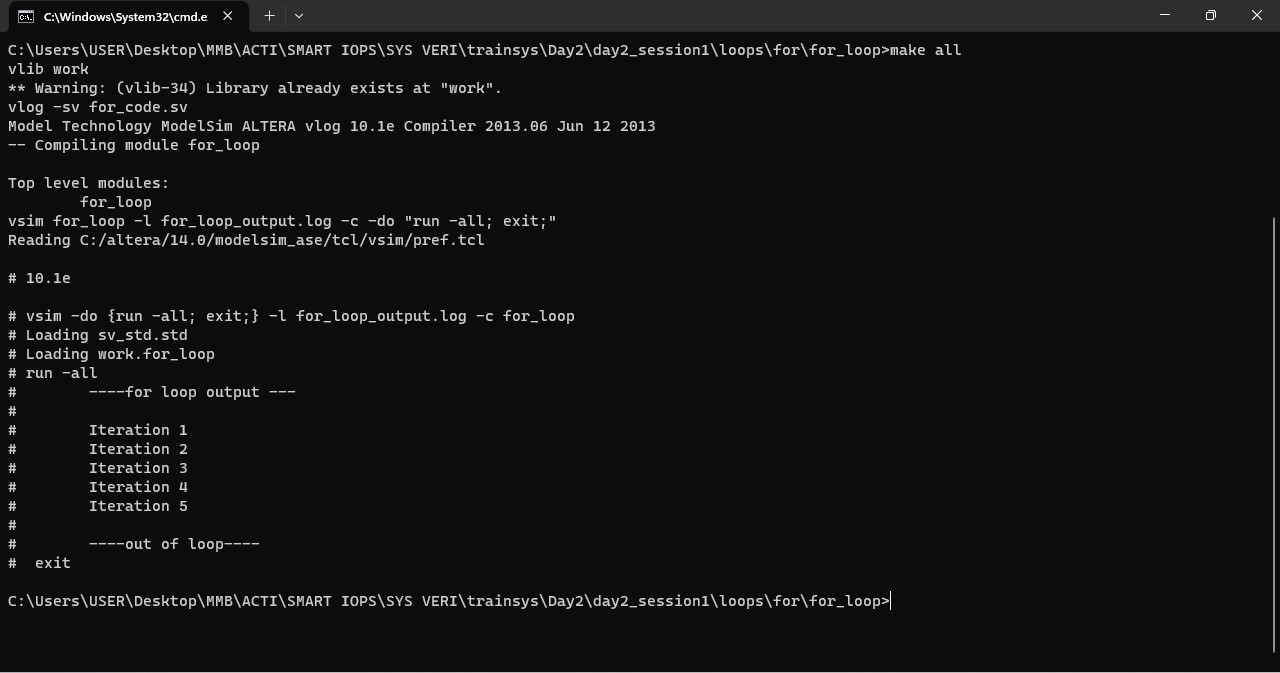 C:\Windows\System32\cmd.e
C:\Users\USER\Desktop\MMB\ACTI\SMART IOPS\SYS VERI\trainsys\Day2\day2_session1\loops\for\for_loop>make all
vlib work
** Warning: (vlib-34) Library already exists at "work".
vlog -sv for_code.sv
Model Technology ModelSim ALTERA vlog 10.1e Compiler 2013.06 Jun 12 2013
-- Compiling module for_loop
Top level modules:
for_loop
vsim for_loop -l for_loop_output.log -c -do "run -all; exit;"
Reading C:/altera/14.0/modelsim_ase/tcl/vsim/pref.tcl
# 10.1e
# vsim -do {run -all; exit;} -l for_loop_output.log -c for_loop
# Loading sv_std.std
# Loading work.for_loop
# run -all
# ----for loop output ---
#
# Iteration 1
# Iteration 2
# Iteration 3
# Iteration 4
# Iteration 5
#
# ----out of loop----
# exit
C:\Users\USER\Desktop\MMB\ACTI\SMART IOPS\SYS VERI\trainsys\Day2\day2_session1\loops\for\for_loop>